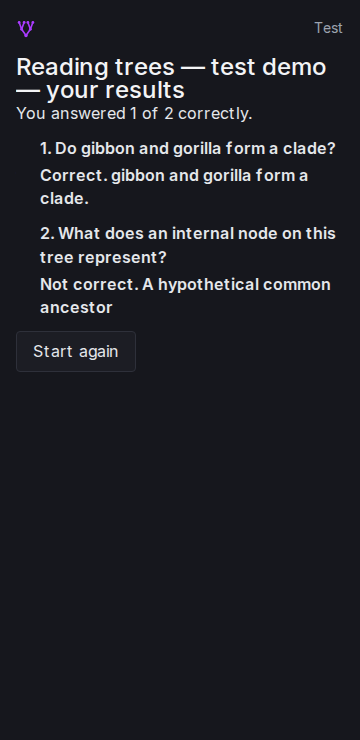 Test
Reading trees — test demo
— your results
You answered 1 of 2 correctly.
1. Do gibbon and gorilla form a clade?
Correct. gibbon and gorilla form a
clade.
2. What does an internal node on this
tree represent?
Not correct. A hypothetical common
ancestor
Start again